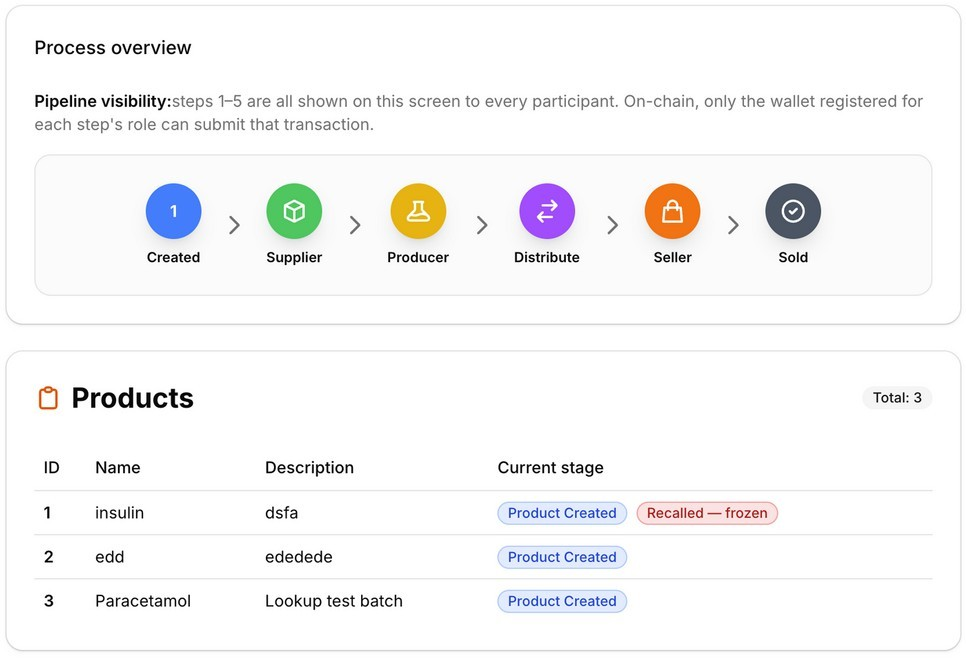 Process overview
Pipeline visibility:steps 1–5 are all shown on this screen to every participant. On-chain, only the wallet registered for
each step's role can submit that transaction.
1
Created
Supplier
Producer
Distribute
Seller
Sold
Products
Total: 3
ID Name Description Current stage
1 insulin dsfa Product Created Recalled — frozen
2 edd ededede Product Created
3 Paracetamol Lookup test batch Product Created